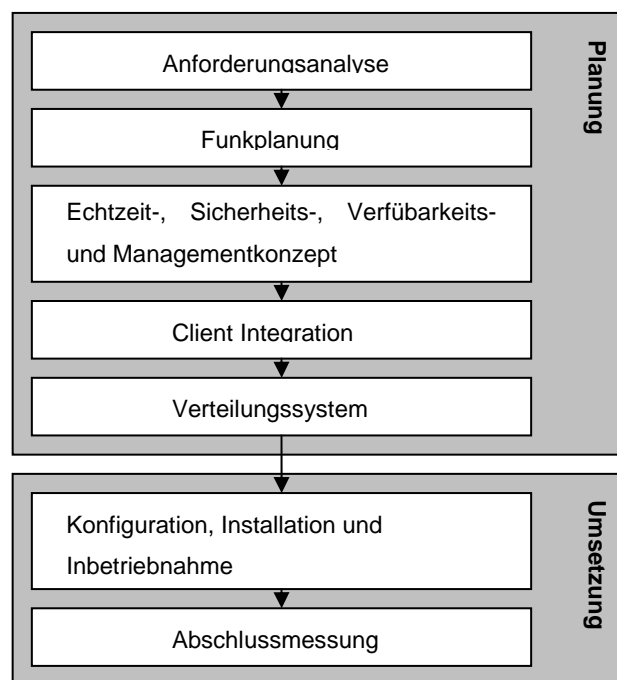 Anforderungsanalyse
Funkplanung
Echtzeit-, Sicherheits-, Verfübarkeits-
und Managementkonzept
Client Integration
Verteilungssystem
Planung
Konfiguration, Installation und
Inbetriebnahme
Abschlussmessung
Umsetzung